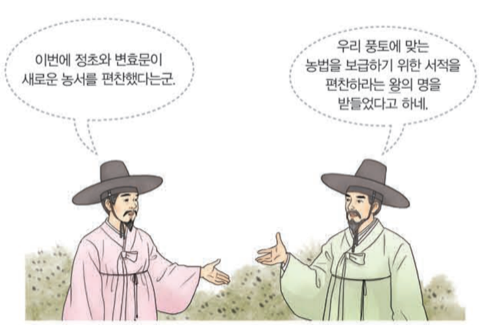 이번에 정초와 변효문이
새로운 농서를 편찬했다는군.
우리 풍토에 맞는
농법을 보급하기 위한 서적을
편찬하라는 왕의 명을
받들었다고 하네.